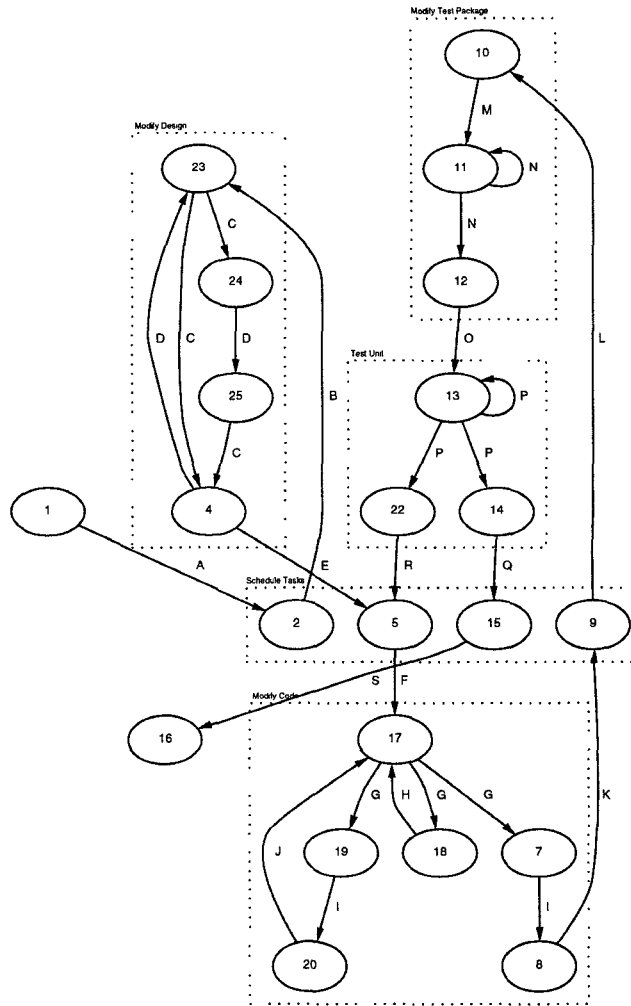 Modify Test Package
10
M
Modify Design
23
11
N
C
N
24
12
D
C
D
O
L
Test Unit
25
B
13
P
C
P
P
1
4
22
14
A
E
R
Q
Schedule Tasks
2
5
15
9
S
F
Modify Code
16
17
G
H
G
G
K
J
19
18
7
I
I
20
8